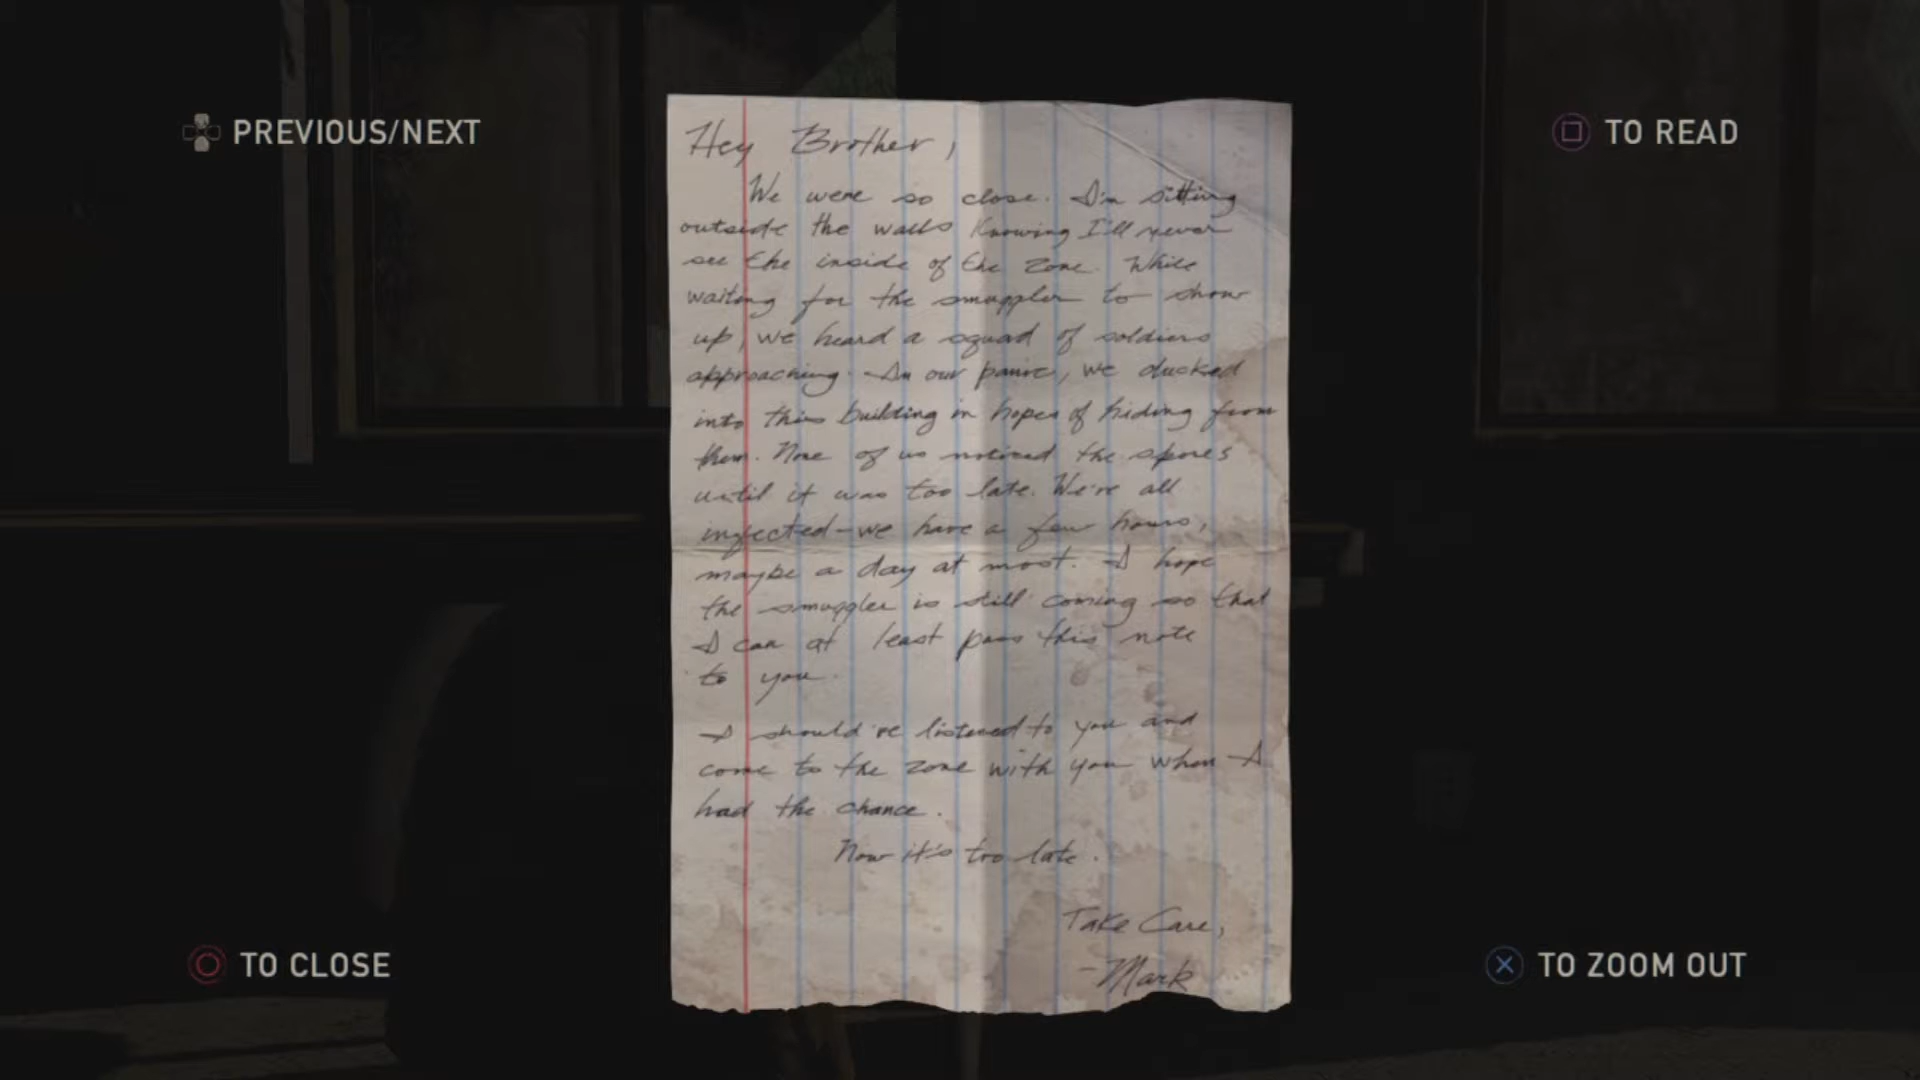 PREVIOUS/NEXT
TO READ
Hey Brother,
We were so close. I'm sitting
outside the walls knowing I'll never
see the inside of the zone. While
waiting for the smuggler to show
up, we heard a squad of soldiers
approaching. In our panic, we ducked
into this building in hopes of hiding from
them. None of us noticed the spores
until it was too late. We're all
infected-we have a few hours,
maybe a day at most. I hope
the smuggler is still coming so that
I can at least pass this note
to you.
I should've listened to you and
come to the zone with you when I
had the chance.
Now it's too late.
Take Care,
-Mark
TO CLOSE
TO ZOOM OUT